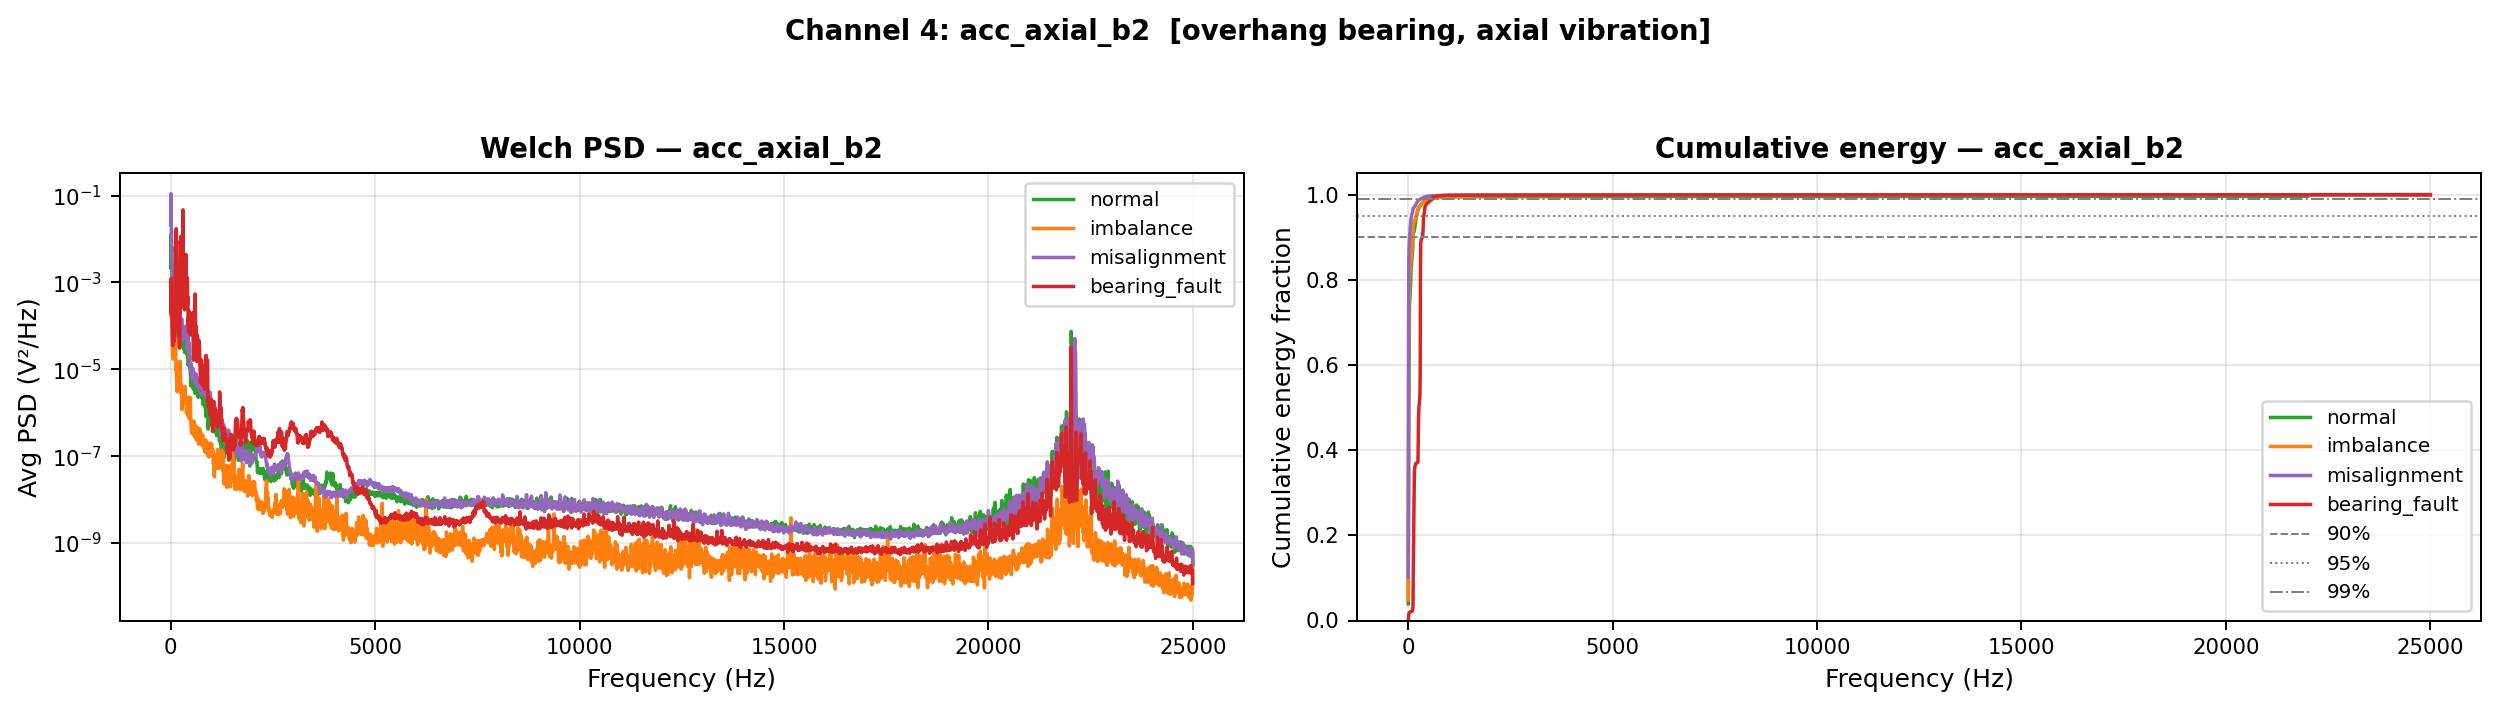 Channel 4: acc_axial_b2  [overhang bearing, axial vibration]
Welch PSD — acc_axial_b2
Avg PSD (V²/Hz)
10⁻¹
10⁻³
10⁻⁵
10⁻⁷
10⁻⁹
normal
imbalance
misalignment
bearing_fault
0
5000
10000
15000
20000
25000
Frequency (Hz)
Cumulative energy — acc_axial_b2
Cumulative energy fraction
1.0
0.8
0.6
0.4
0.2
0.0
normal
imbalance
misalignment
bearing_fault
90%
95%
99%
0
5000
10000
15000
20000
25000
Frequency (Hz)